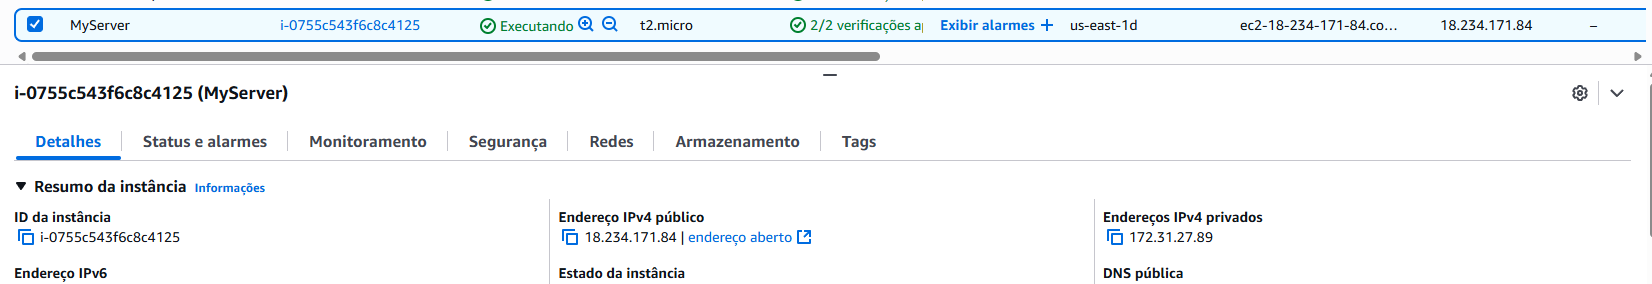 MyServer i-0755c543f6c8c4125 Executando t2.micro 2/2 verificações Exibir alarmes + us-east-1d ec2-18-234-171-84.co... 18.234.171.84 –
i-0755c543f6c8c4125 (MyServer)
Detalhes Status e alarmes Monitoramento Segurança Redes Armazenamento Tags
Resumo da instância Informações
ID da instância Endereço IPv4 público Endereços IPv4 privados
i-0755c543f6c8c4125 18.234.171.84 | endereço aberto 172.31.27.89
Endereço IPv6 Estado da instância DNS pública